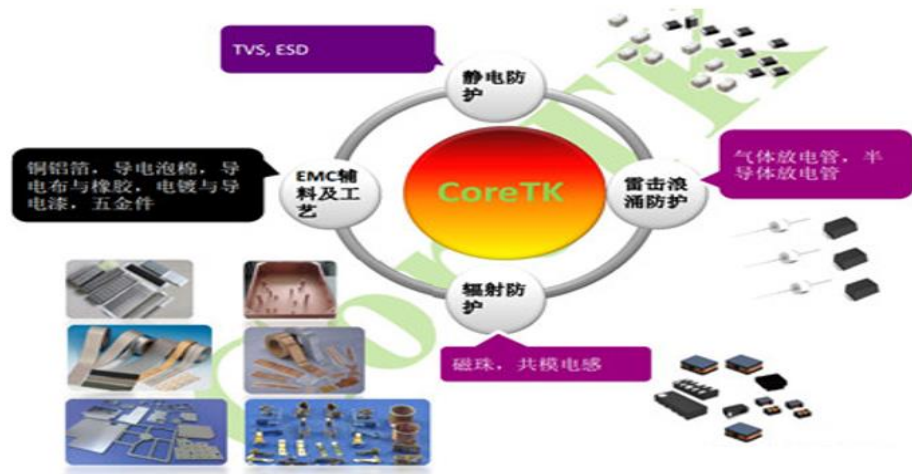 TVS, ESD
静电防
护
铜铝箔，导电泡棉，导
电布与橡胶，电镀与导
电漆，五金件
EMC辅
料及工
艺
CoreTK
雷击浪
涌防护
气体放电管，半
导体放电管
辐射防
护
磁珠，共模电感
CoreTK